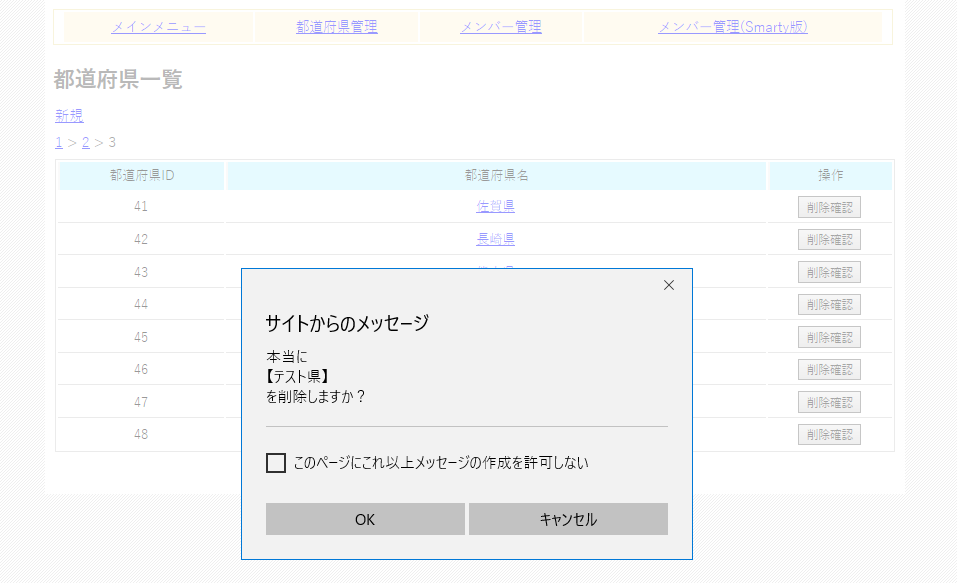 メインメニュー 都道府県管理 メンバー管理 メンバー管理(Smarty版)
都道府県一覧
新規
1 > 2 > 3
都道府県ID 都道府県名 操作
41 佐賀県 削除確認
42 長崎県 削除確認
43 削除確認
44 削除確認
45 削除確認
46 削除確認
47 削除確認
48 削除確認
サイトからのメッセージ
本当に
【テスト県】
を削除しますか？
このページにこれ以上メッセージの作成を許可しない
OK キャンセル